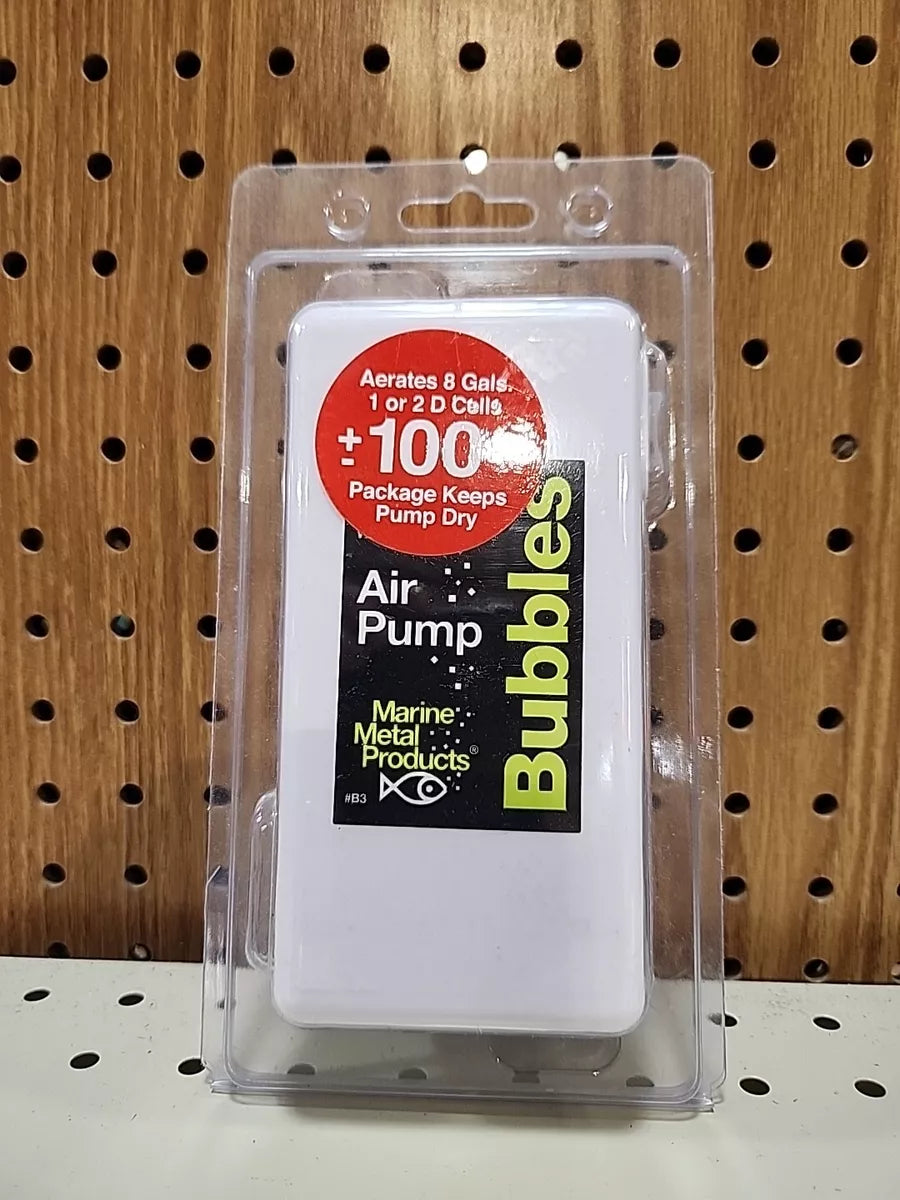 Aerates 8 Gals.
1 or 2 D Cells
+
- 100
Package Keeps
Pump Dry
Air
Pump
Bubbles
Marine
Metal
Products®
#B3